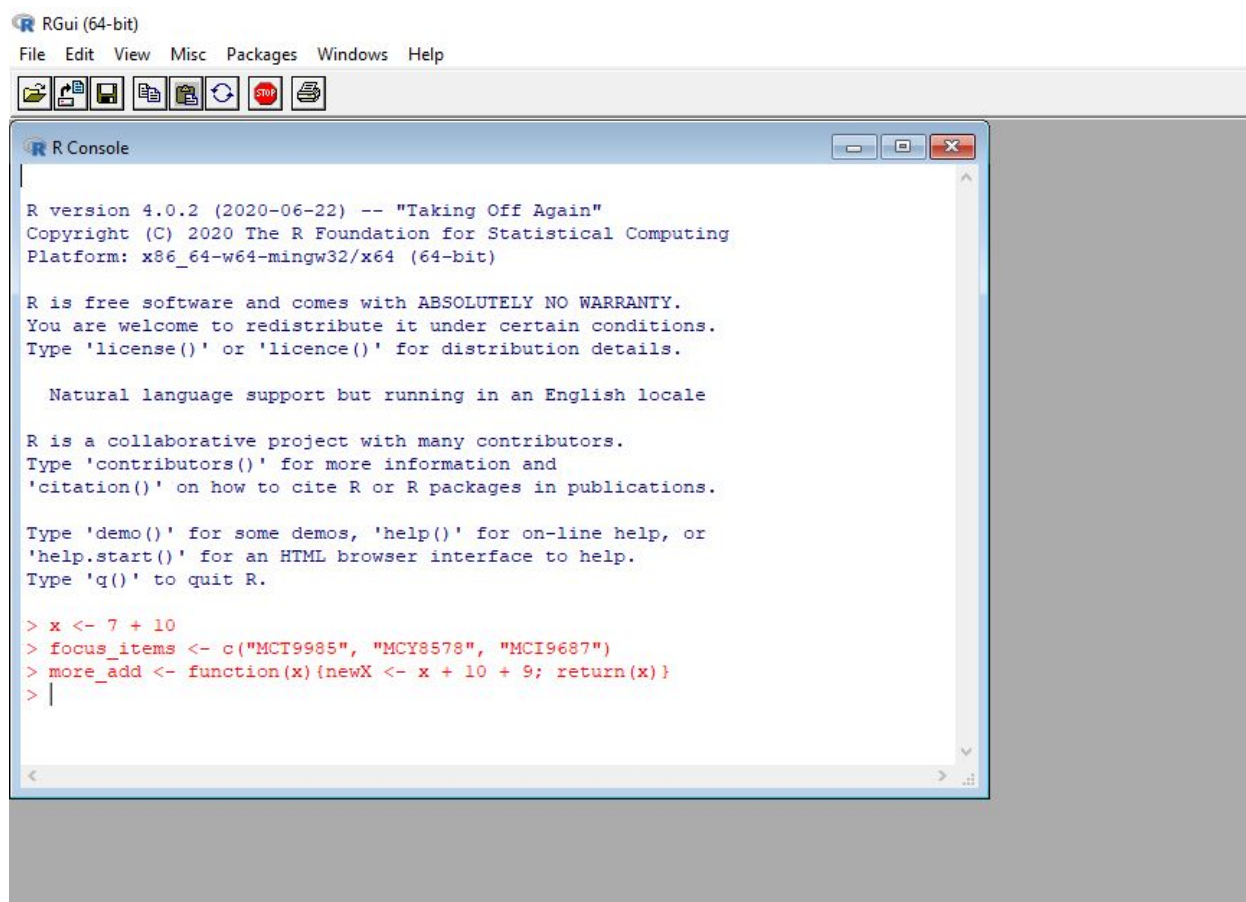 RGui (64-bit)
File Edit View Misc Packages Windows Help
STOP
R Console
R version 4.0.2 (2020-06-22) -- "Taking Off Again"
Copyright (C) 2020 The R Foundation for Statistical Computing
Platform: x86_64-w64-mingw32/x64 (64-bit)
R is free software and comes with ABSOLUTELY NO WARRANTY.
You are welcome to redistribute it under certain conditions.
Type 'license()' or 'licence()' for distribution details.
Natural language support but running in an English locale
R is a collaborative project with many contributors.
Type 'contributors()' for more information and
'citation()' on how to cite R or R packages in publications.
Type 'demo()' for some demos, 'help()' for on-line help, or
'help.start()' for an HTML browser interface to help.
Type 'q()' to quit R.
> x <- 7 + 10
> focus_items <- c("MCT9985", "MCY8578", "MCI9687")
> more_add <- function(x){newX <- x + 10 + 9; return(x)}
>